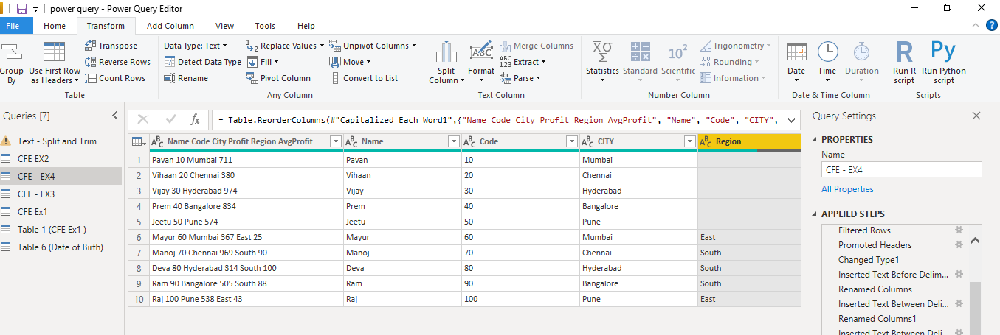 power query - Power Query Editor
File Home Transform Add Column View Tools Help
Group By
Use First Row as Headers
Transpose
Reverse Rows
Count Rows
Table
Data Type: Text
Detect Data Type
Rename
Replace Values
Fill
Pivot Column
Unpivot Columns
Move
Convert to List
Any Column
Split Column
Format
Merge Columns
Extract
Parse
Text Column
Statistics
Standard
Scientific
Trigonometry
Rounding
Information
Number Column
Date
Time
Duration
Date & Time Column
R
Run R script
Py
Run Python script
Scripts
Queries [7]
Text - Split and Trim
CFE EX2
CFE - EX4
CFE - EX3
CFE Ex1
Table 1 (CFE Ex1 )
Table 6 (Date of Birth)
fx = Table.ReorderColumns(#"Capitalized Each Word1",{"Name Code City Profit Region AvgProfit", "Name", "Code", "CITY",
Name Code City Profit Region AvgProfit Name Code CITY Region
1 Pavan 10 Mumbai 711 Pavan 10 Mumbai
2 Vihaan 20 Chennai 380 Vihaan 20 Chennai
3 Vijay 30 Hyderabad 974 Vijay 30 Hyderabad
4 Prem 40 Bangalore 834 Prem 40 Bangalore
5 Jeetu 50 Pune 574 Jeetu 50 Pune
6 Mayur 60 Mumbai 367 East 25 Mayur 60 Mumbai East
7 Manoj 70 Chennai 969 South 90 Manoj 70 Chennai South
8 Deva 80 Hyderabad 314 South 100 Deva 80 Hyderabad South
9 Ram 90 Bangalore 505 South 88 Ram 90 Bangalore South
10 Raj 100 Pune 538 East 43 Raj 100 Pune East
Query Settings
PROPERTIES
Name
CFE - EX4
All Properties
APPLIED STEPS
Filtered Rows
Promoted Headers
Changed Type1
Inserted Text Before Delim...
Renamed Columns
Inserted Text Between Deli...
Renamed Columns1
Inserted Text Between Deli...